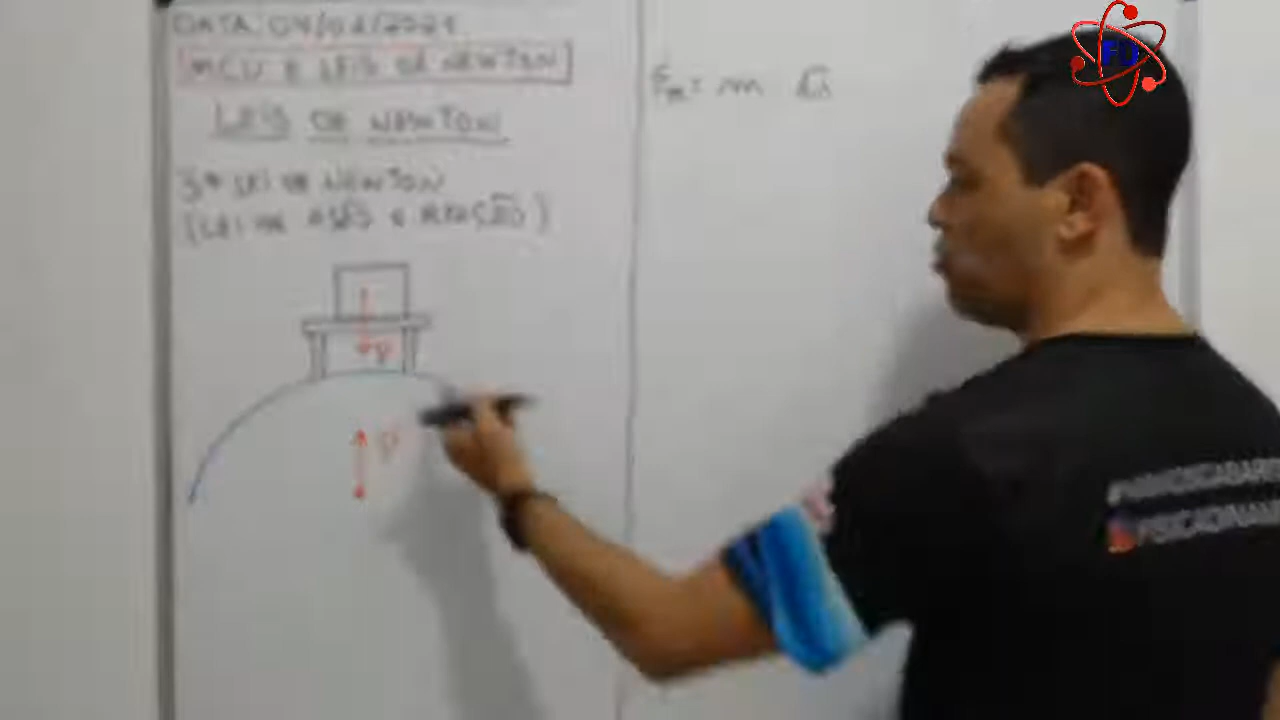 DATA: 04/02/2021
MCU E LEIS DE NEWTON
LEIS DE NEWTON
3ª LEI DE NEWTON
(LEI DE AÇÃO E REAÇÃO)
P
P
FR = m
FD